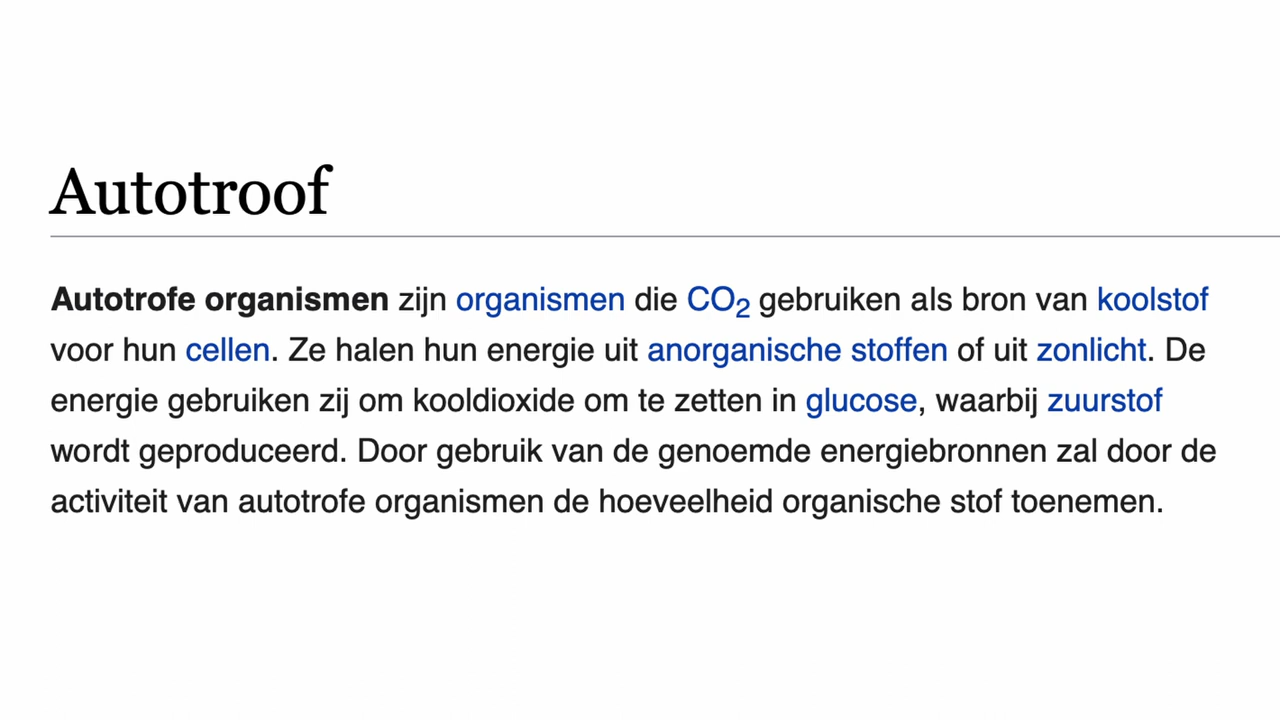 Autotroof
Autotrofe organismen zijn organismen die CO₂ gebruiken als bron van koolstof
voor hun cellen. Ze halen hun energie uit anorganische stoffen of uit zonlicht. De
energie gebruiken zij om kooldioxide om te zetten in glucose, waarbij zuurstof
wordt geproduceerd. Door gebruik van de genoemde energiebronnen zal door de
activiteit van autotrofe organismen de hoeveelheid organische stof toenemen.